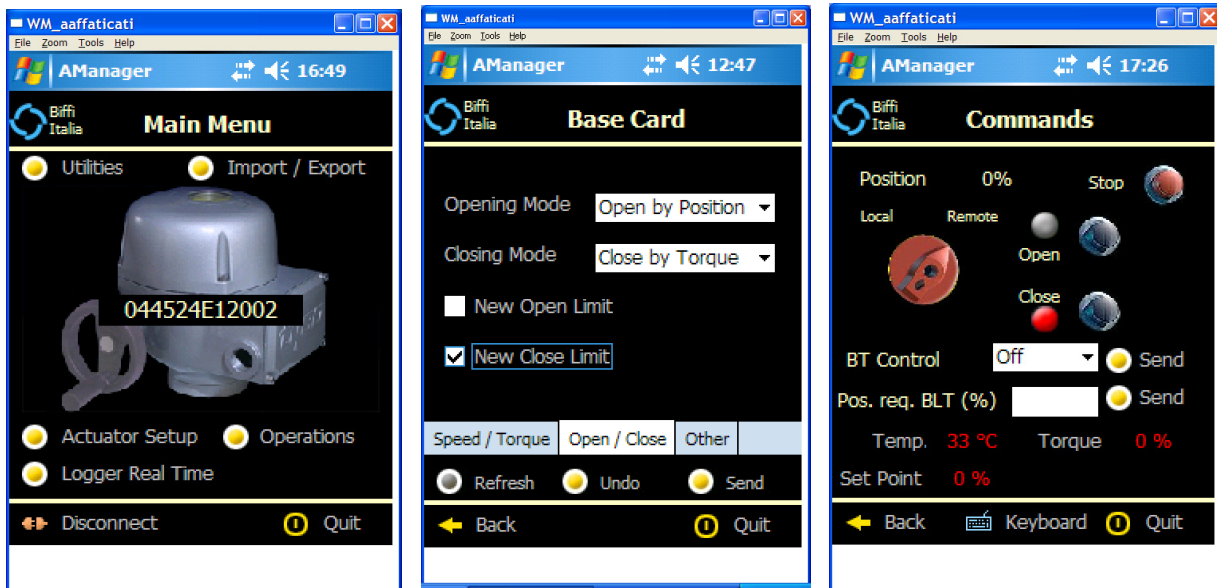 WM_aaffaticati
File Zoom Tools Help
AManager 16:49
Biffi
Italia
Main Menu
Utilities Import / Export
044524E12002
Actuator Setup Operations
Logger Real Time
Disconnect Quit
WM_aaffaticati
File Zoom Tools Help
AManager 12:47
Biffi
Italia
Base Card
Opening Mode Open by Position
Closing Mode Close by Torque
New Open Limit
New Close Limit
Speed / Torque Open / Close Other
Refresh Undo Send
Back Quit
WM_aaffaticati
File Zoom Tools Help
AManager 17:26
Biffi
Italia
Commands
Position 0% Stop
Local Remote
Open
Close
BT Control Off Send
Pos. req. BLT (%) Send
Temp. 33 °C Torque 0 %
Set Point 0 %
Back Keyboard Quit